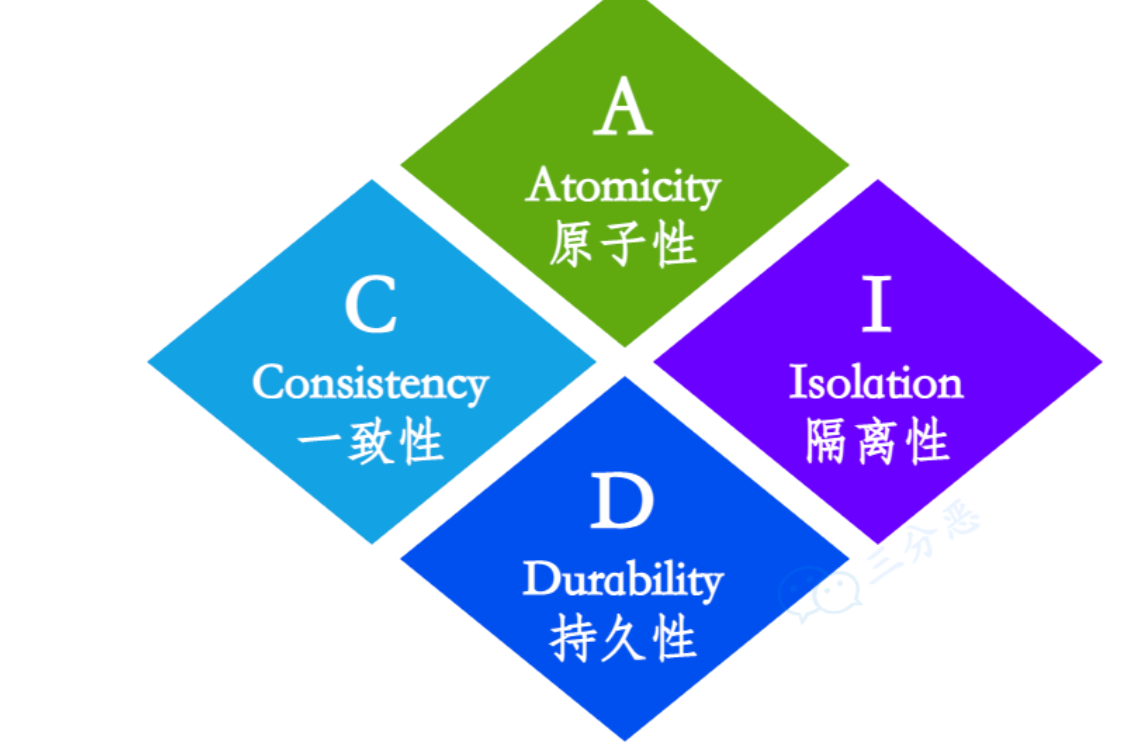 A
Atomicity
原子性
C
Consistency
一致性
I
Isolation
隔离性
D
Durability
持久性
三分恶